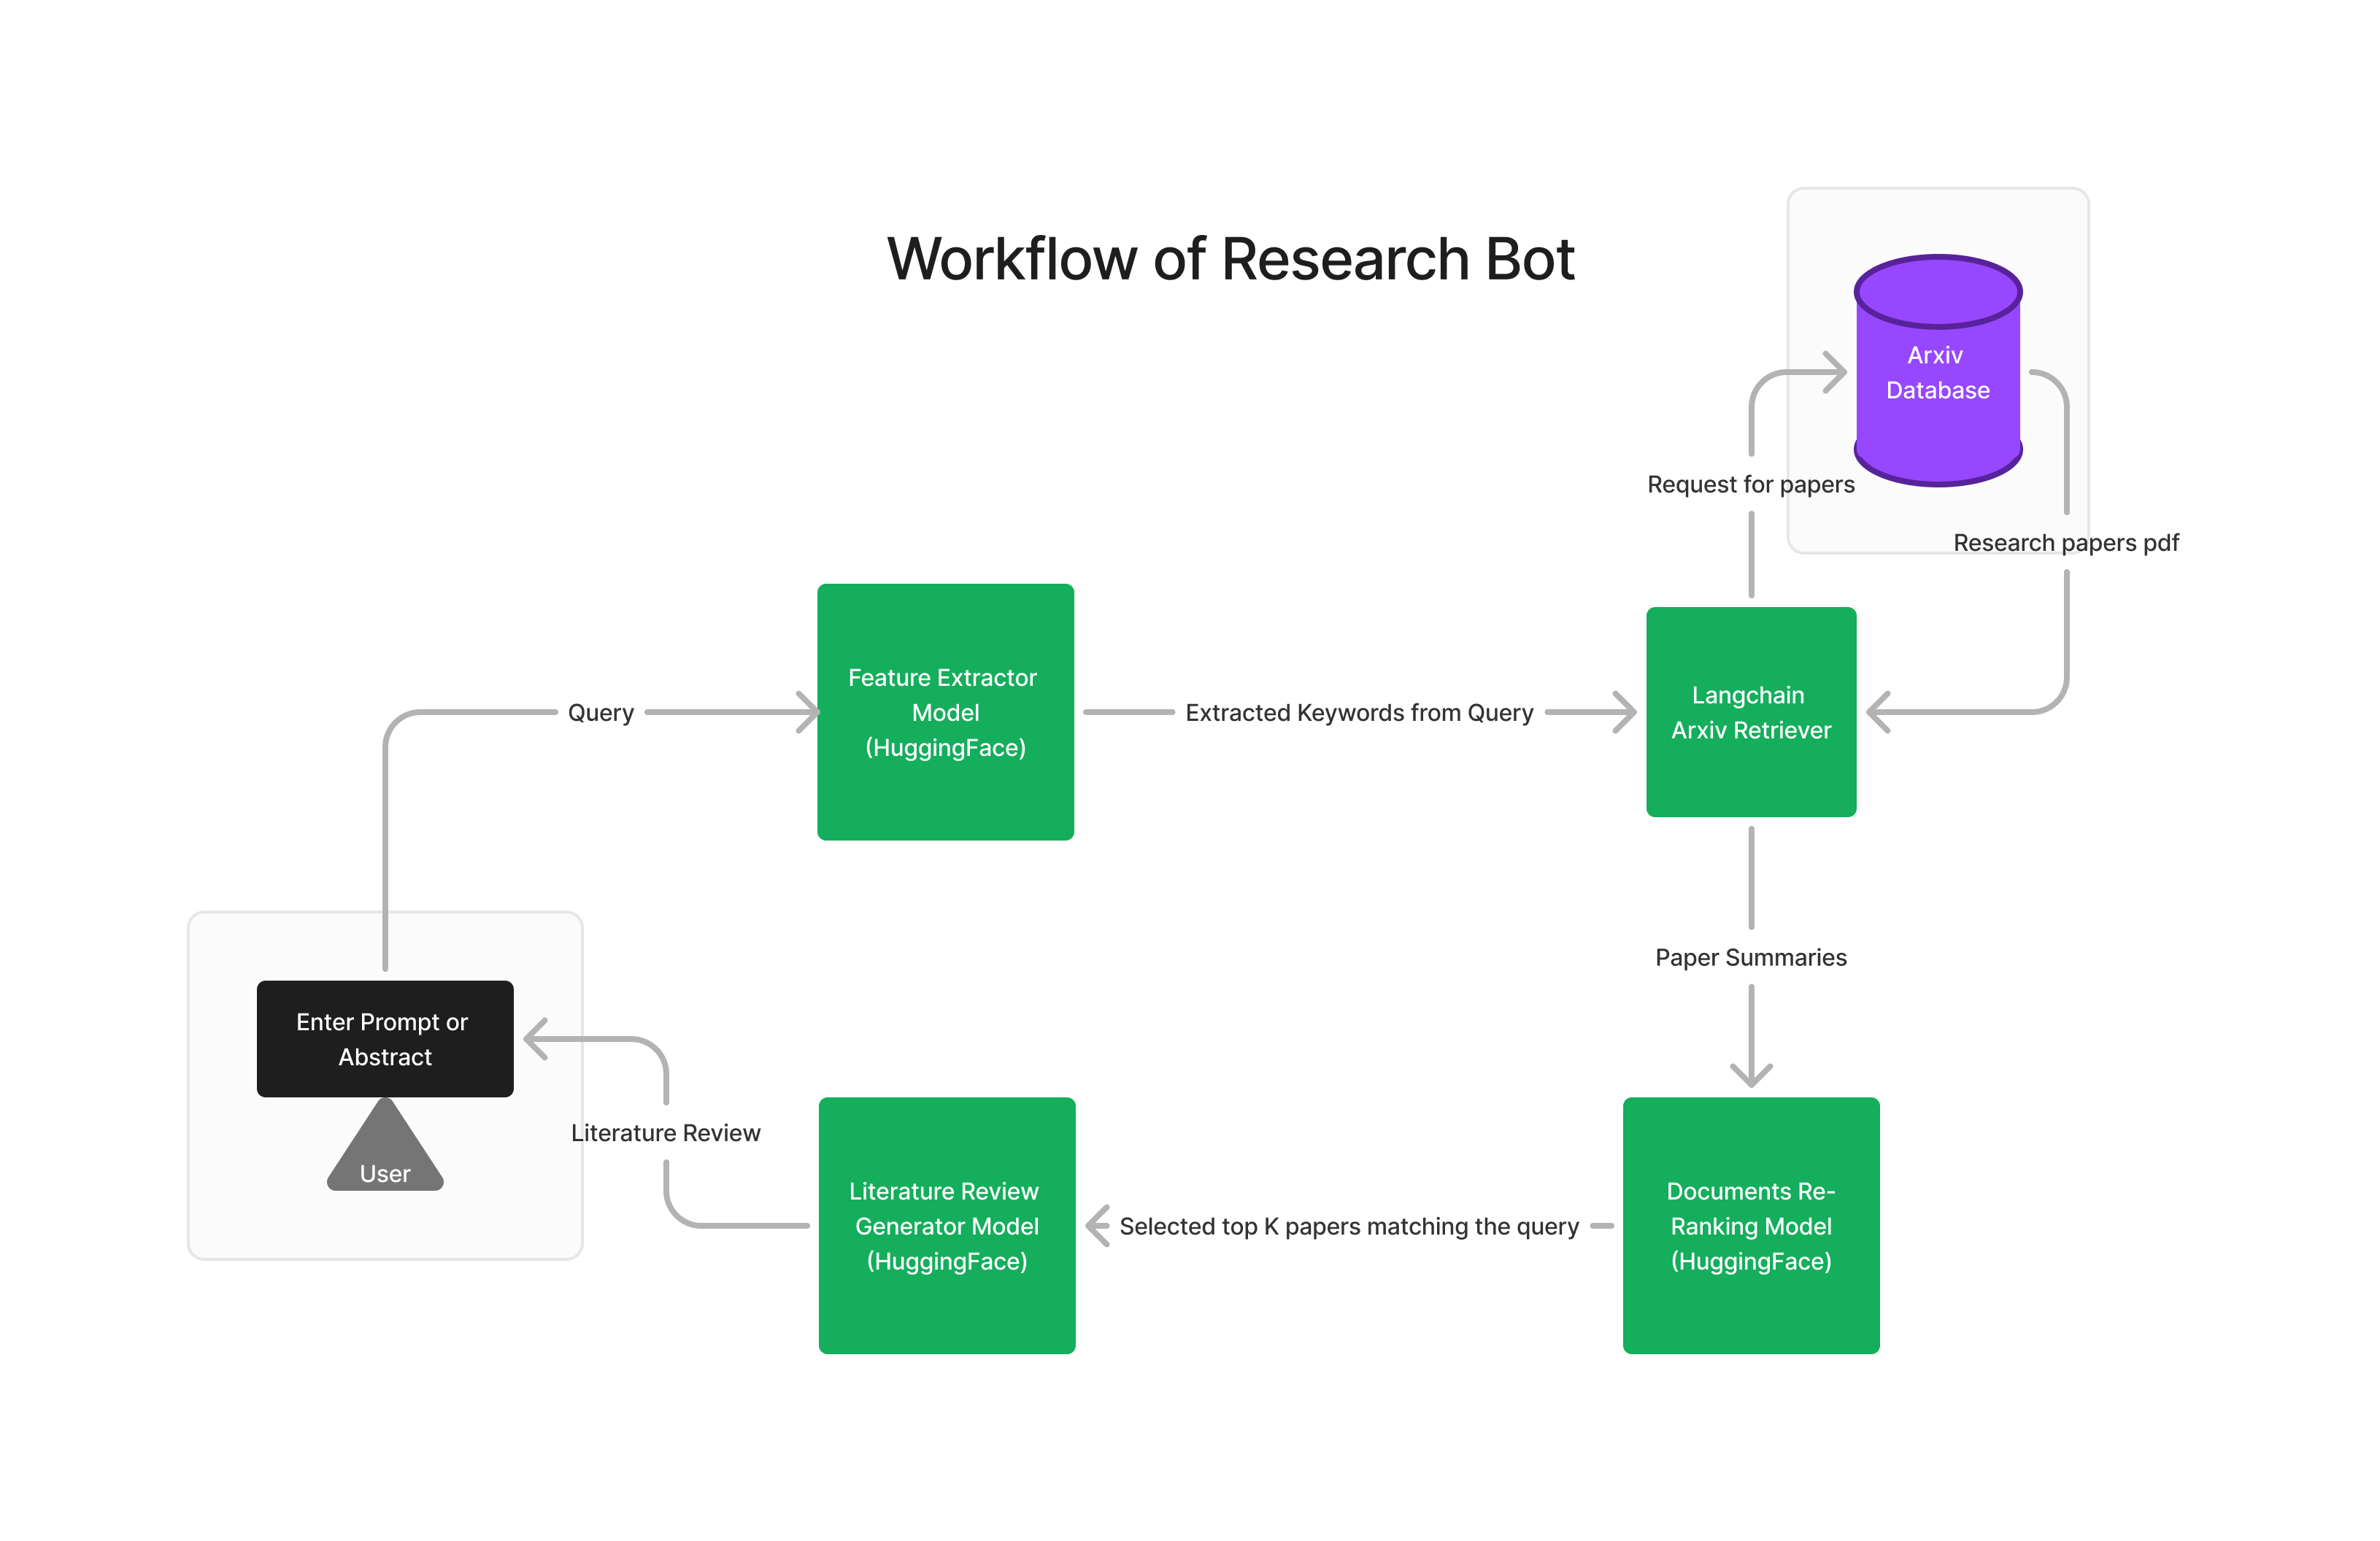 Workflow of Research Bot
Arxiv
Database
Request for papers
Research papers pdf
Feature Extractor
Model
(HuggingFace)
Query
Extracted Keywords from Query
Langchain
Arxiv Retriever
Paper Summaries
Enter Prompt or
Abstract
User
Literature Review
Literature Review
Generator Model
(HuggingFace)
Selected top K papers matching the query
Documents Re-
Ranking Model
(HuggingFace)